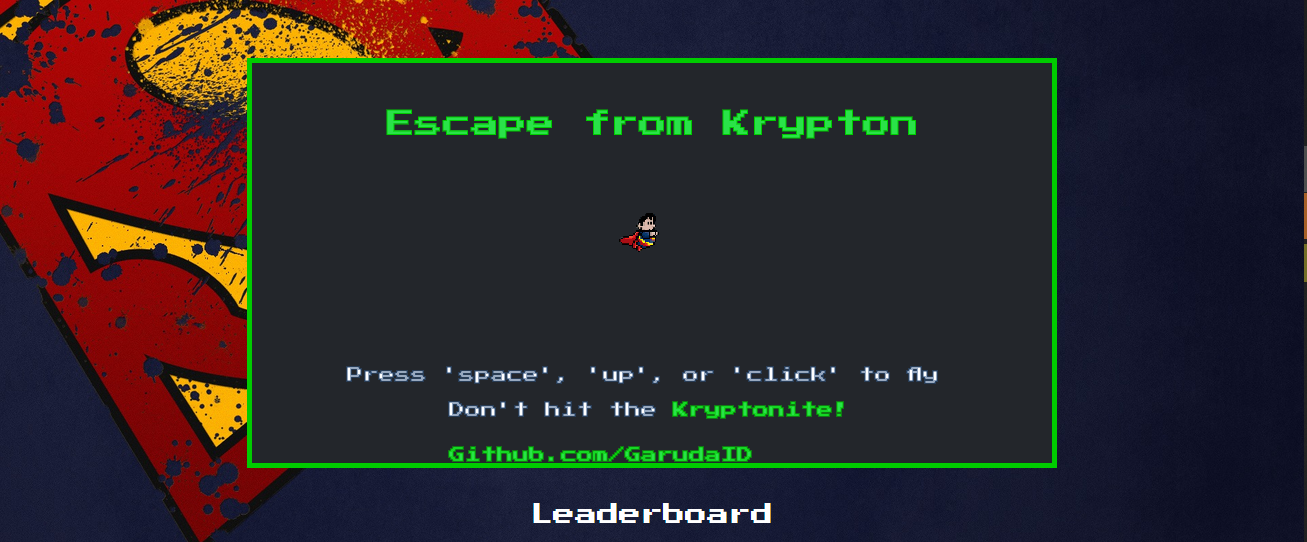 Escape from Krypton
Press 'space', 'up', or 'click' to fly
Don't hit the Kryptonite!
Github.com/GarudaID
Leaderboard